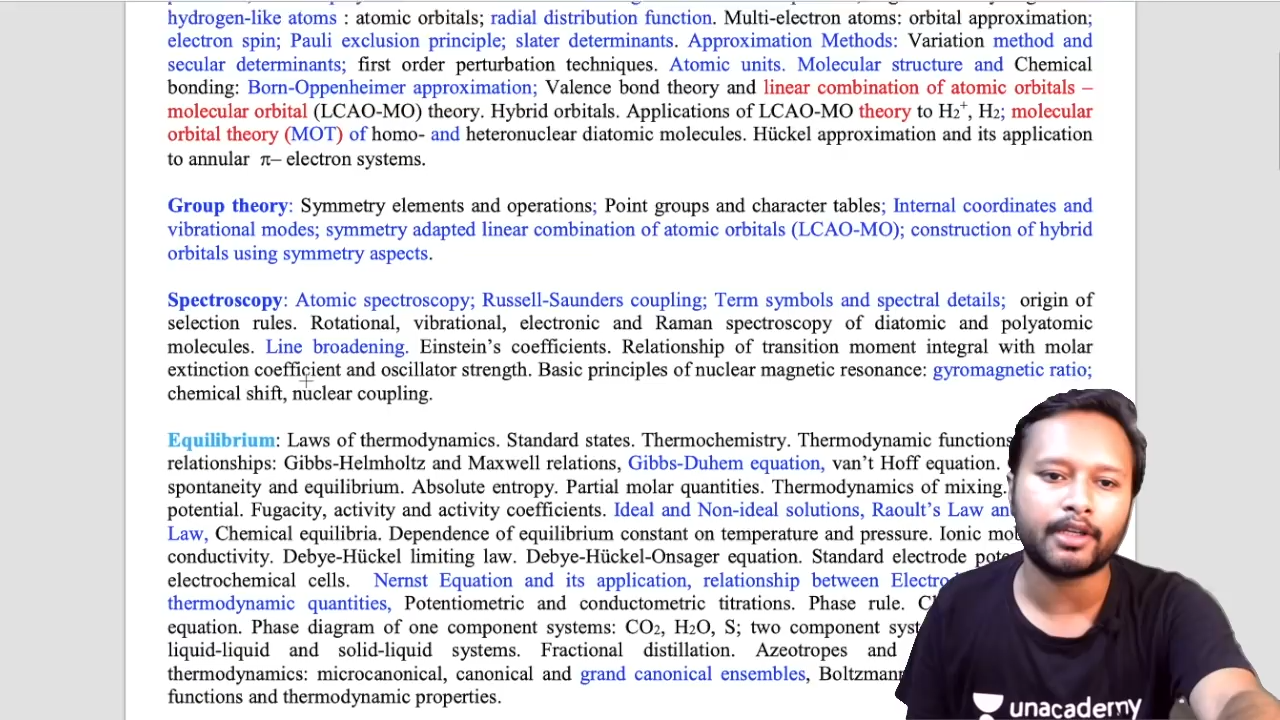 hydrogen-like atoms : atomic orbitals; radial distribution function. Multi-electron atoms: orbital approximation;
electron spin; Pauli exclusion principle; slater determinants. Approximation Methods: Variation method and
secular determinants; first order perturbation techniques. Atomic units. Molecular structure and Chemical
bonding: Born-Oppenheimer approximation; Valence bond theory and linear combination of atomic orbitals –
molecular orbital (LCAO-MO) theory. Hybrid orbitals. Applications of LCAO-MO theory to H₂⁺, H₂; molecular
orbital theory (MOT) of homo- and heteronuclear diatomic molecules. Hückel approximation and its application
to annular π– electron systems.
Group theory: Symmetry elements and operations; Point groups and character tables; Internal coordinates and
vibrational modes; symmetry adapted linear combination of atomic orbitals (LCAO-MO); construction of hybrid
orbitals using symmetry aspects.
Spectroscopy: Atomic spectroscopy; Russell-Saunders coupling; Term symbols and spectral details; origin of
selection rules. Rotational, vibrational, electronic and Raman spectroscopy of diatomic and polyatomic
molecules. Line broadening. Einstein's coefficients. Relationship of transition moment integral with molar
extinction coefficient and oscillator strength. Basic principles of nuclear magnetic resonance: gyromagnetic ratio;
chemical shift, nuclear coupling.
Equilibrium: Laws of thermodynamics. Standard states. Thermochemistry. Thermodynamic functions
relationships: Gibbs-Helmholtz and Maxwell relations, Gibbs-Duhem equation, van't Hoff equation.
spontaneity and equilibrium. Absolute entropy. Partial molar quantities. Thermodynamics of mixing.
potential. Fugacity, activity and activity coefficients. Ideal and Non-ideal solutions, Raoult's Law
Law, Chemical equilibria. Dependence of equilibrium constant on temperature and pressure. Ionic
conductivity. Debye-Hückel limiting law. Debye-Hückel-Onsager equation. Standard electrode
electrochemical cells. Nernst Equation and its application, relationship between
thermodynamic quantities, Potentiometric and conductometric titrations. Phase rule.
equation. Phase diagram of one component systems: CO₂, H₂O, S; two component
liquid-liquid and solid-liquid systems. Fractional distillation. Azeotropes and
thermodynamics: microcanonical, canonical and grand canonical ensembles,
functions and thermodynamic properties.
unacademy